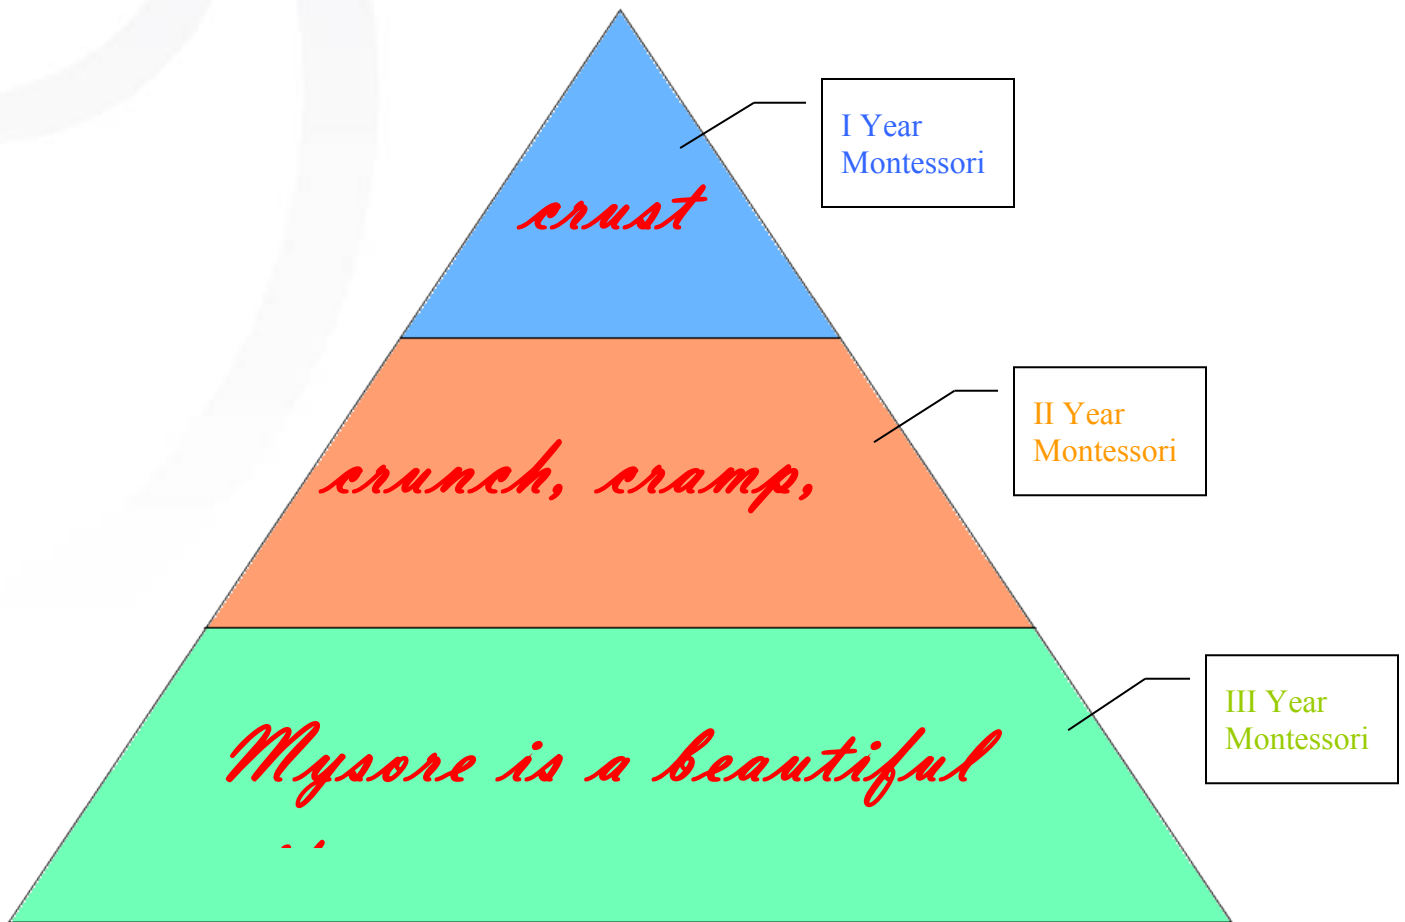 I Year
Montessori
crust
II Year
Montessori
crunch, cramp,
III Year
Montessori
Mysore is a beautiful